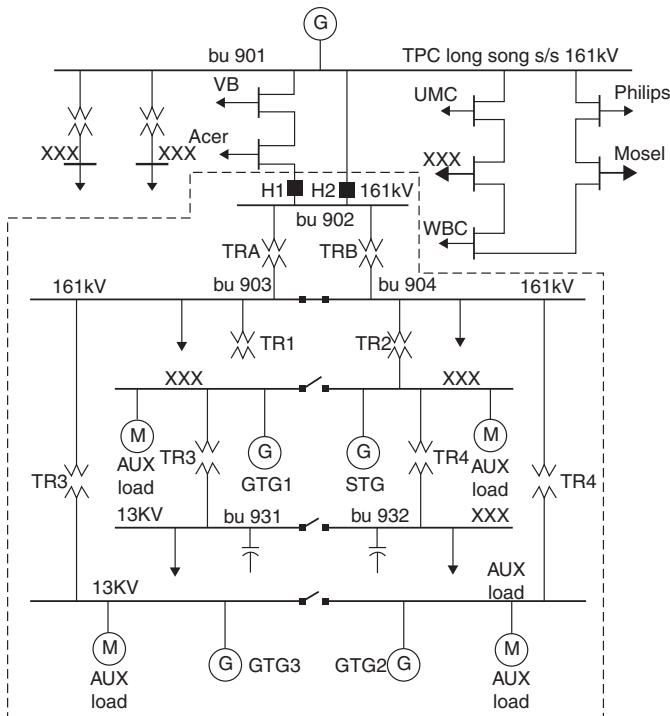 G
bu 901
TPC long song s/s 161kV
VB
UMC
Philips
Acer
XXX
XXX
XXX
Mosel
H1
H2
161kV
bu 902
WBC
TRA
TRB
161kV
bu 903
bu 904
161kV
TR1
TR2
XXX
XXX
M
AUX
load
TR3
G
GTG1
G
STG
TR4
M
AUX
load
TR3
TR4
13KV
bu 931
bu 932
XXX
13KV
AUX
load
M
AUX
load
G
GTG3
GTG2
G
M
AUX
load